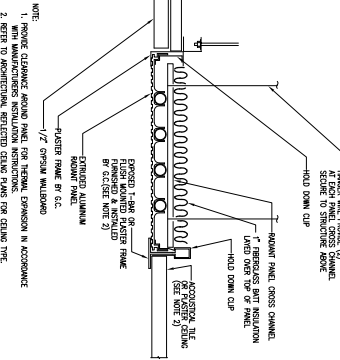 AT EACH PANEL CROSS CHANNEL
SECURE TO STRUCTURE ABOVE
HOLD DOWN CLIP
RADIANT PANEL CROSS CHANNEL
1" FIBERGLASS BATT INSULATION
LAYED OVER TOP OF PANEL
HOLD DOWN CLIP
ACCOUSTICAL TILE
OR PLASTER CEILING
(SEE NOTE 2)
EXPOSED T-BAR OR
FLUSH MOUNTED PLASTER FRAME
FURNISHED & INSTALLED
BY G.C.(SEE NOTE 2)
EXTRUDED ALUMINUM
RADIANT PANEL
PLASTER FRAME BY G.C.
1/2" GYPSUM WALLBOARD
NOTE:
1. PROVIDE CLEARANCE AROUND PANEL FOR THERMAL EXPANSION IN ACCORDANCE
WITH MANUFACTURERS INSTALLATION INSTRUCTIONS.
2. REFER TO ARCHITECTURAL REFLECTED CEILING PLANS FOR CEILING TYPE.